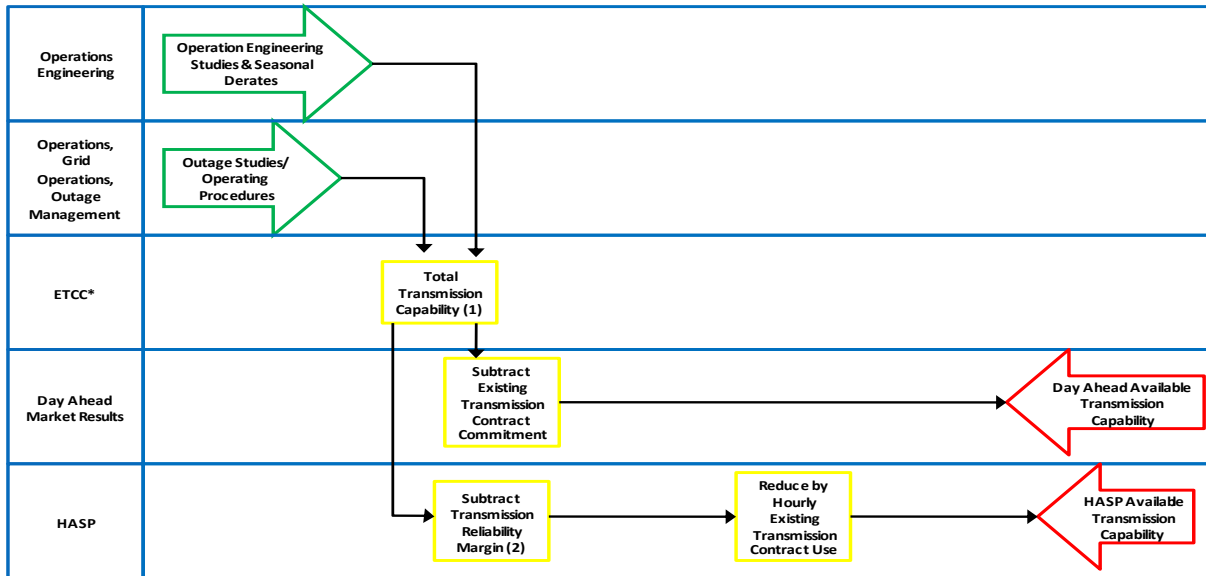 Operations
Engineering
Operation Engineering
Studies & Seasonal
Derates
Operations,
Grid
Operations,
Outage
Management
Outage Studies/
Operating
Procedures
ETCC*
Total
Transmission
Capability (1)
Day Ahead
Market Results
Subtract
Existing
Transmission
Contract
Commitment
Day Ahead Available
Transmission
Capability
HASP
Subtract
Transmission
Reliability
Margin (2)
Reduce by
Hourly
Existing
Transmission
Contract Use
HASP Available
Transmission
Capability